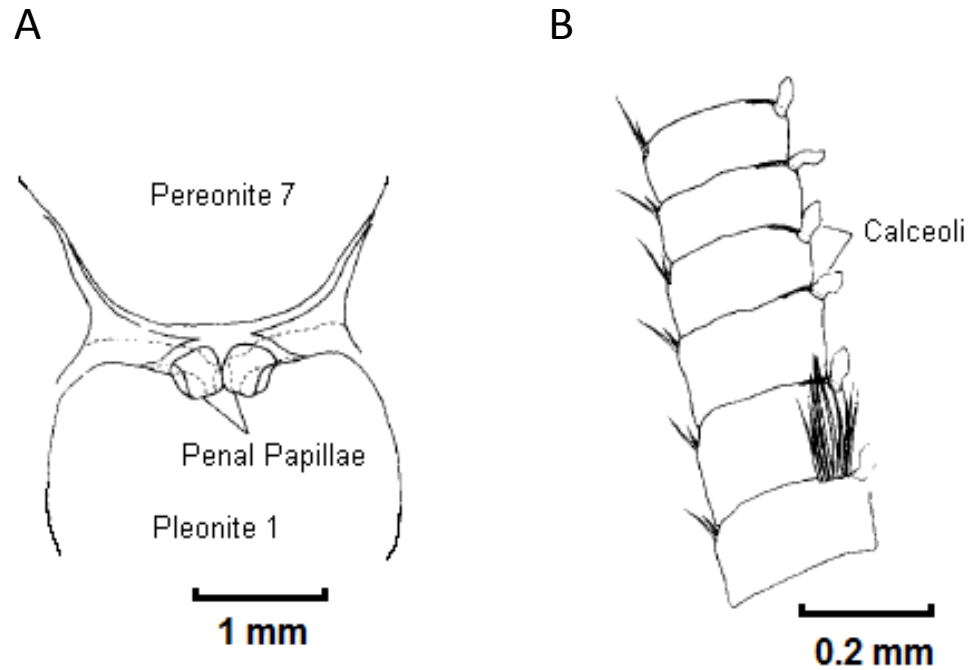 A
B
Pereonite 7
Calceoli
Penal Papillae
Pleonite 1
1 mm
0.2 mm